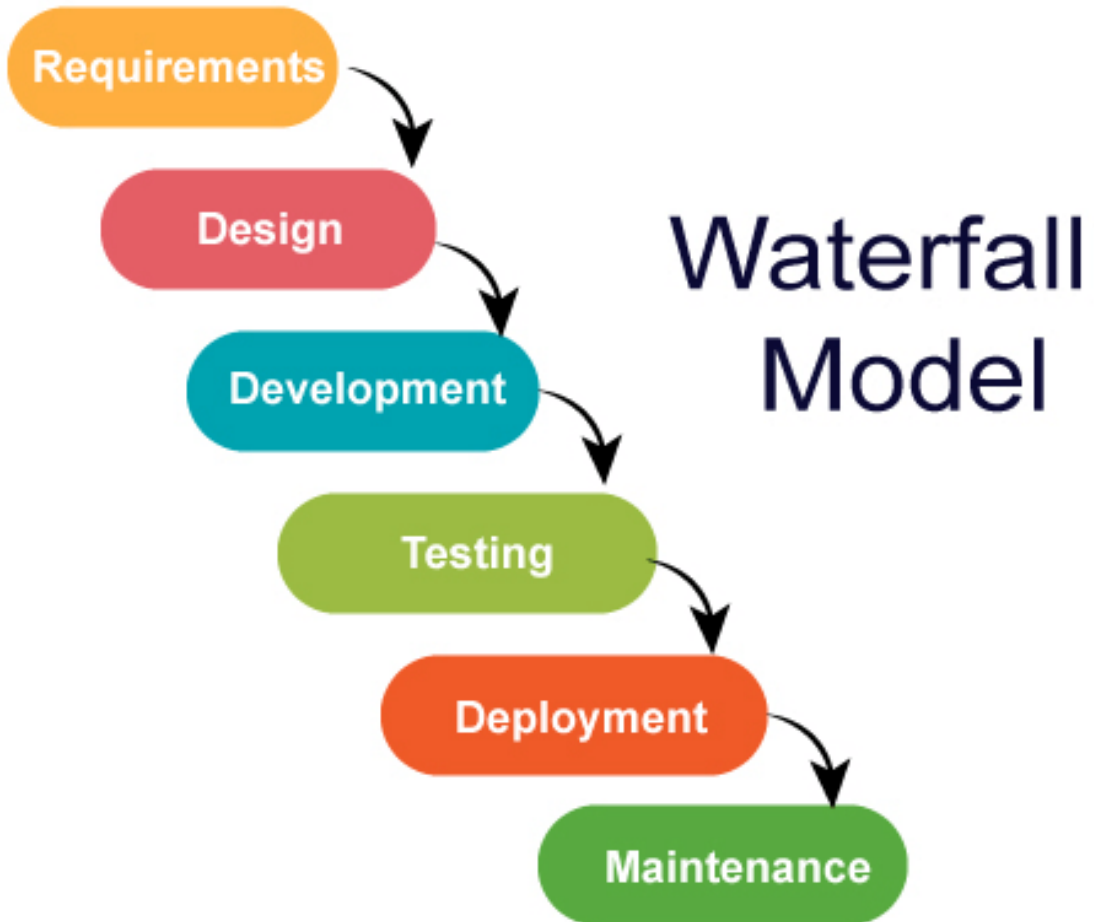 Requirements
Design
Waterfall
Model
Development
Testing
Deployment
Maintenance